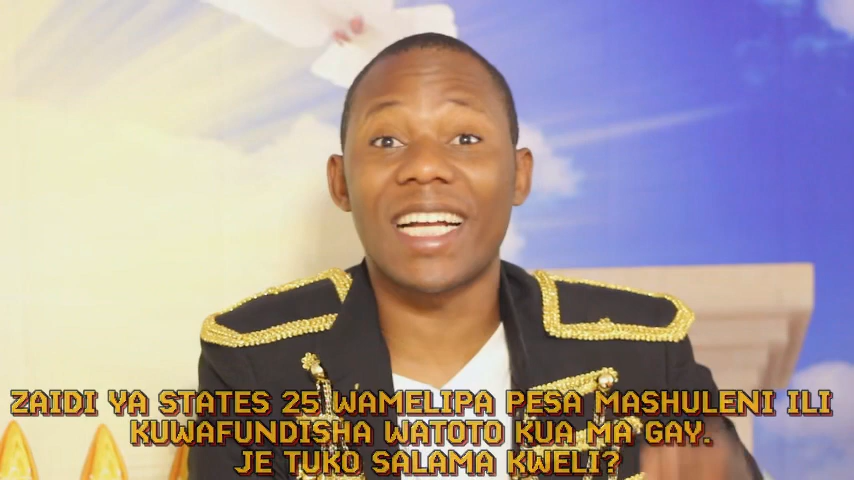 ZAIDI YA STATES 25 WAMELIPA PESA MASHULENI ILI
KUWAFUNDISHA WATOTO KUA MA GAY.
JE TUKO SALAMA KWELI?